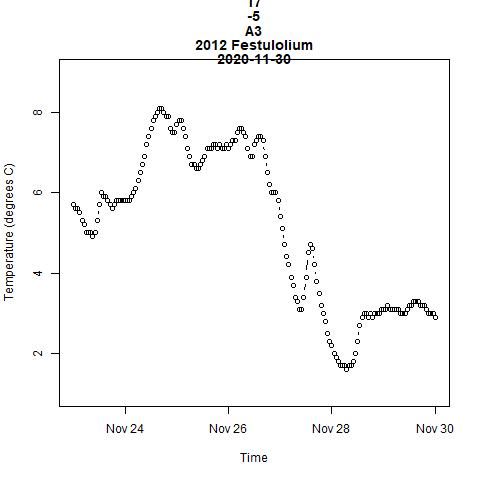 17
-5
A3
2012 Festulolium
2020-11-30
Temperature (degrees C)
8
6
4
2
Nov 24 Nov 26 Nov 28 Nov 30
Time